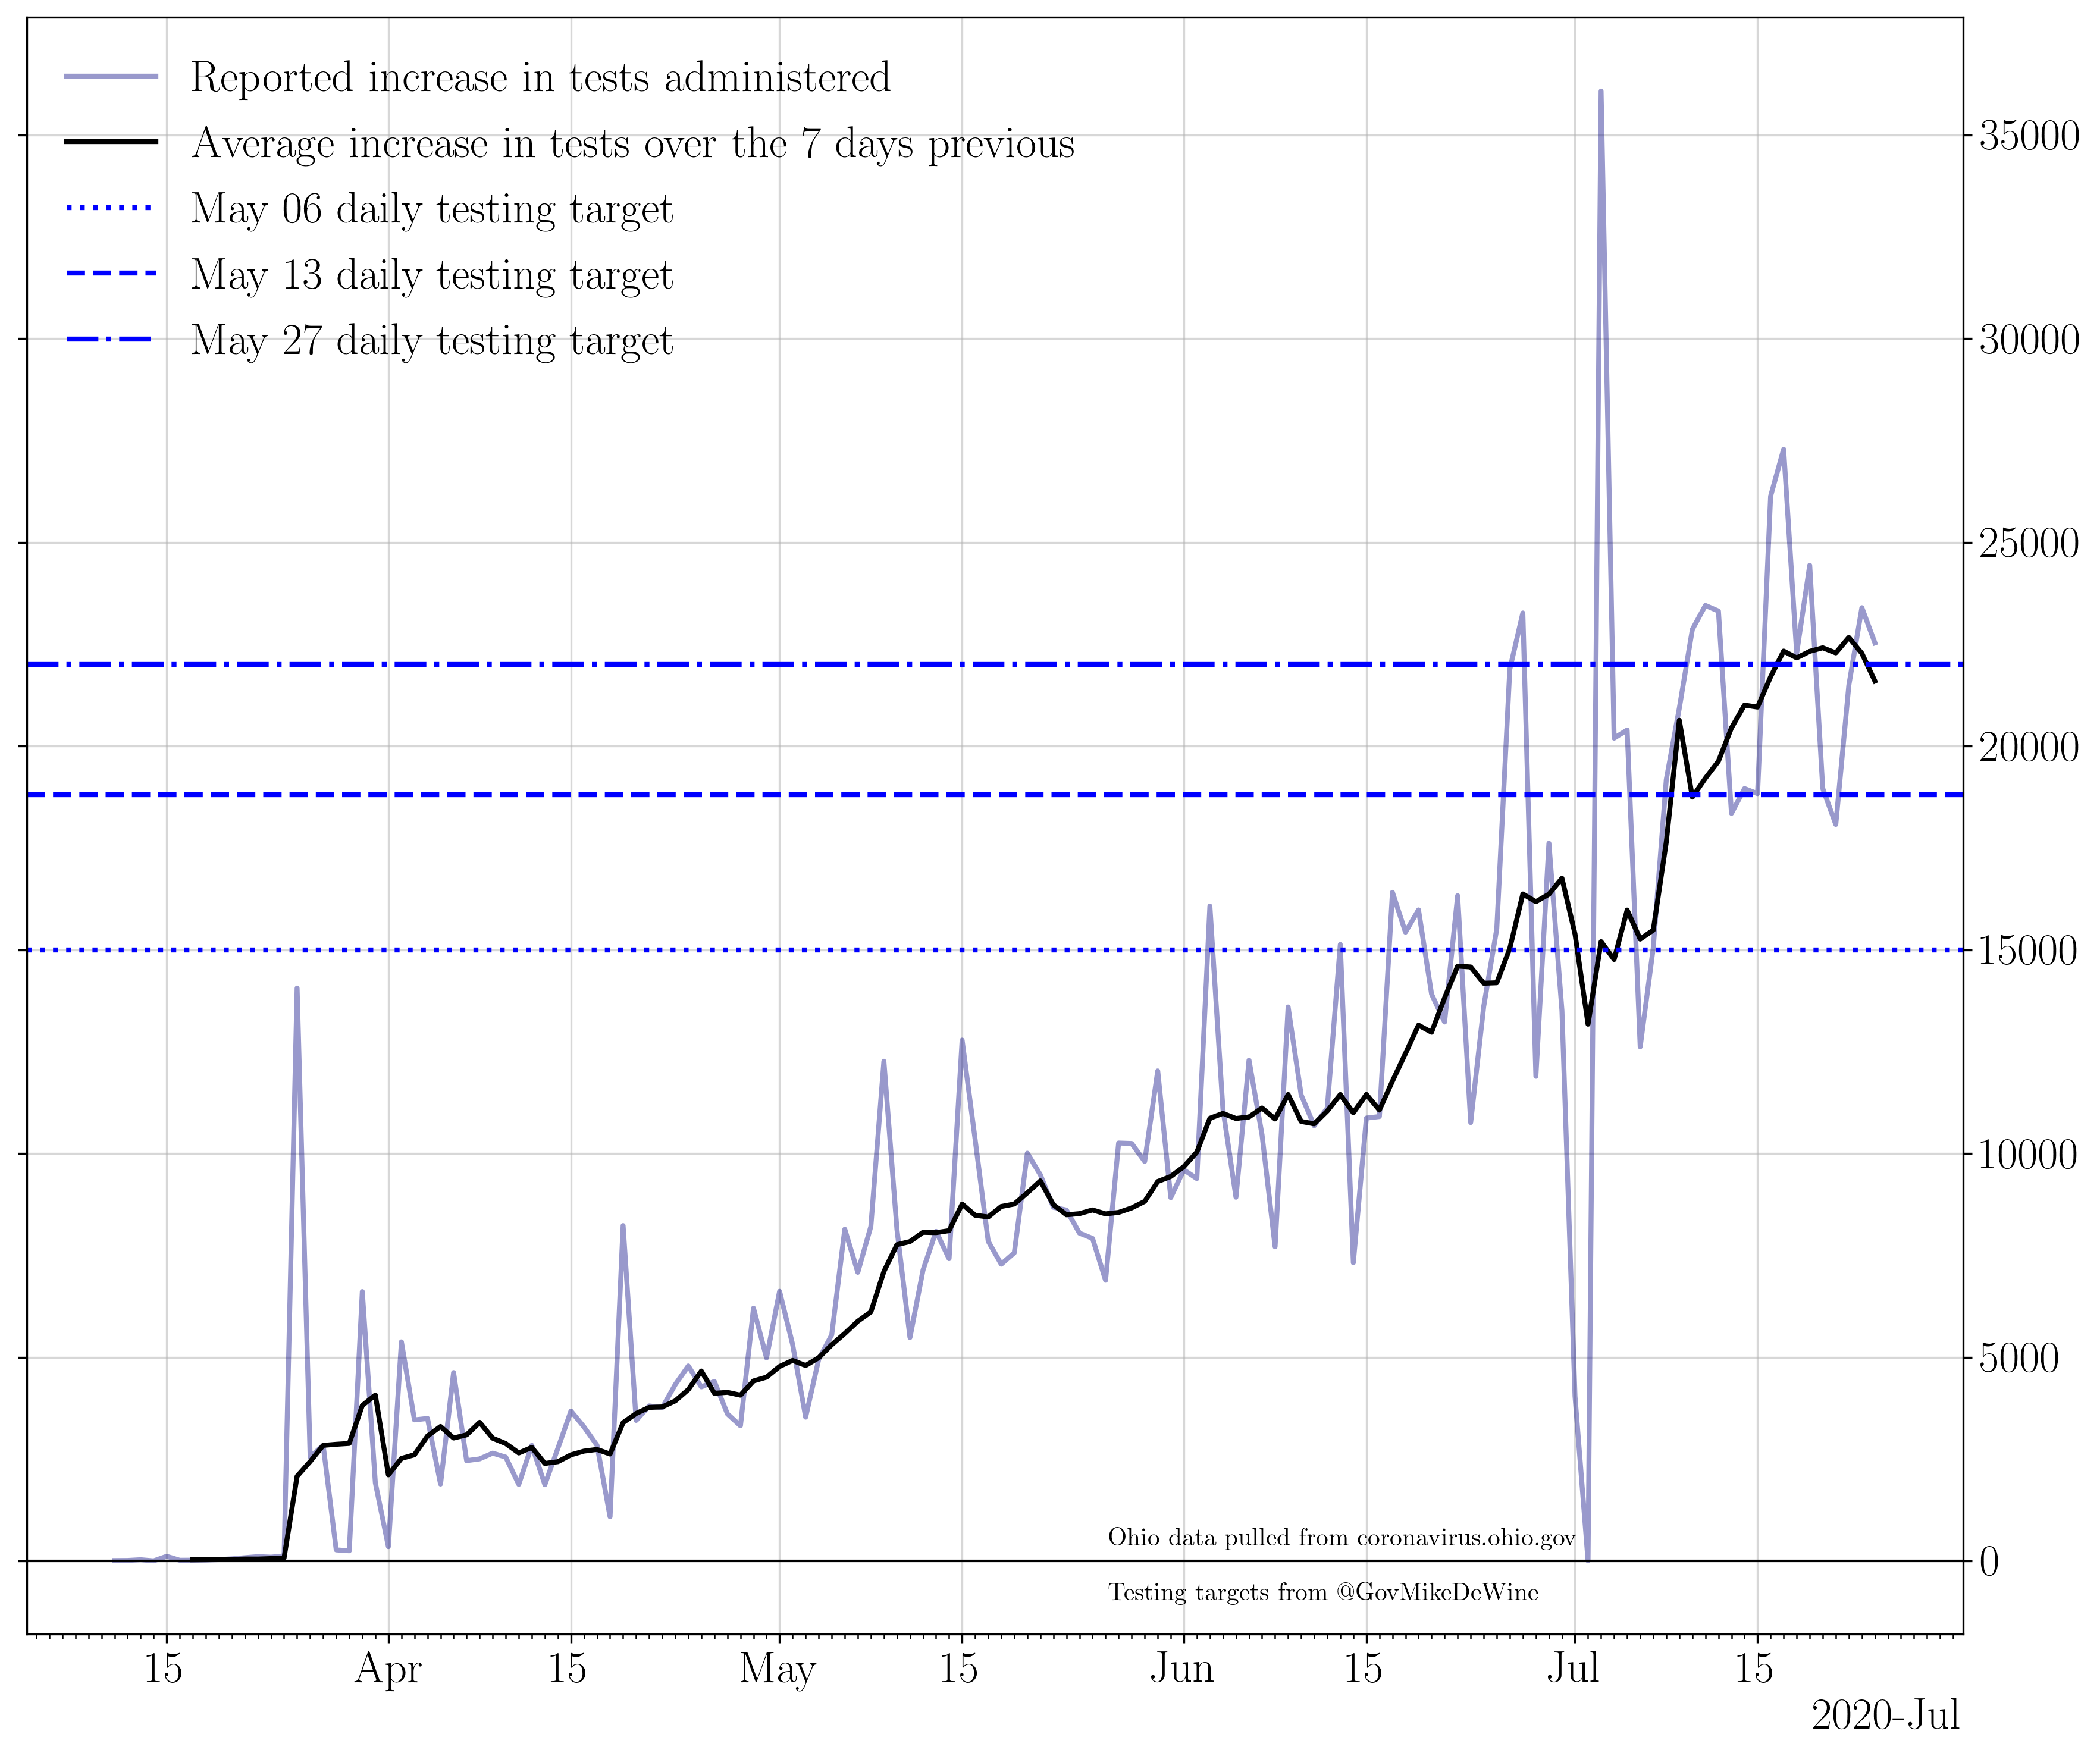 Reported increase in tests administered
Average increase in tests over the 7 days previous
May 06 daily testing target
May 13 daily testing target
May 27 daily testing target
35000
30000
25000
20000
15000
10000
5000
0
Ohio data pulled from coronavirus.ohio.gov
Testing targets from @GovMikeDeWine
15 Apr 15 May 15 Jun 15 Jul 15
2020-Jul